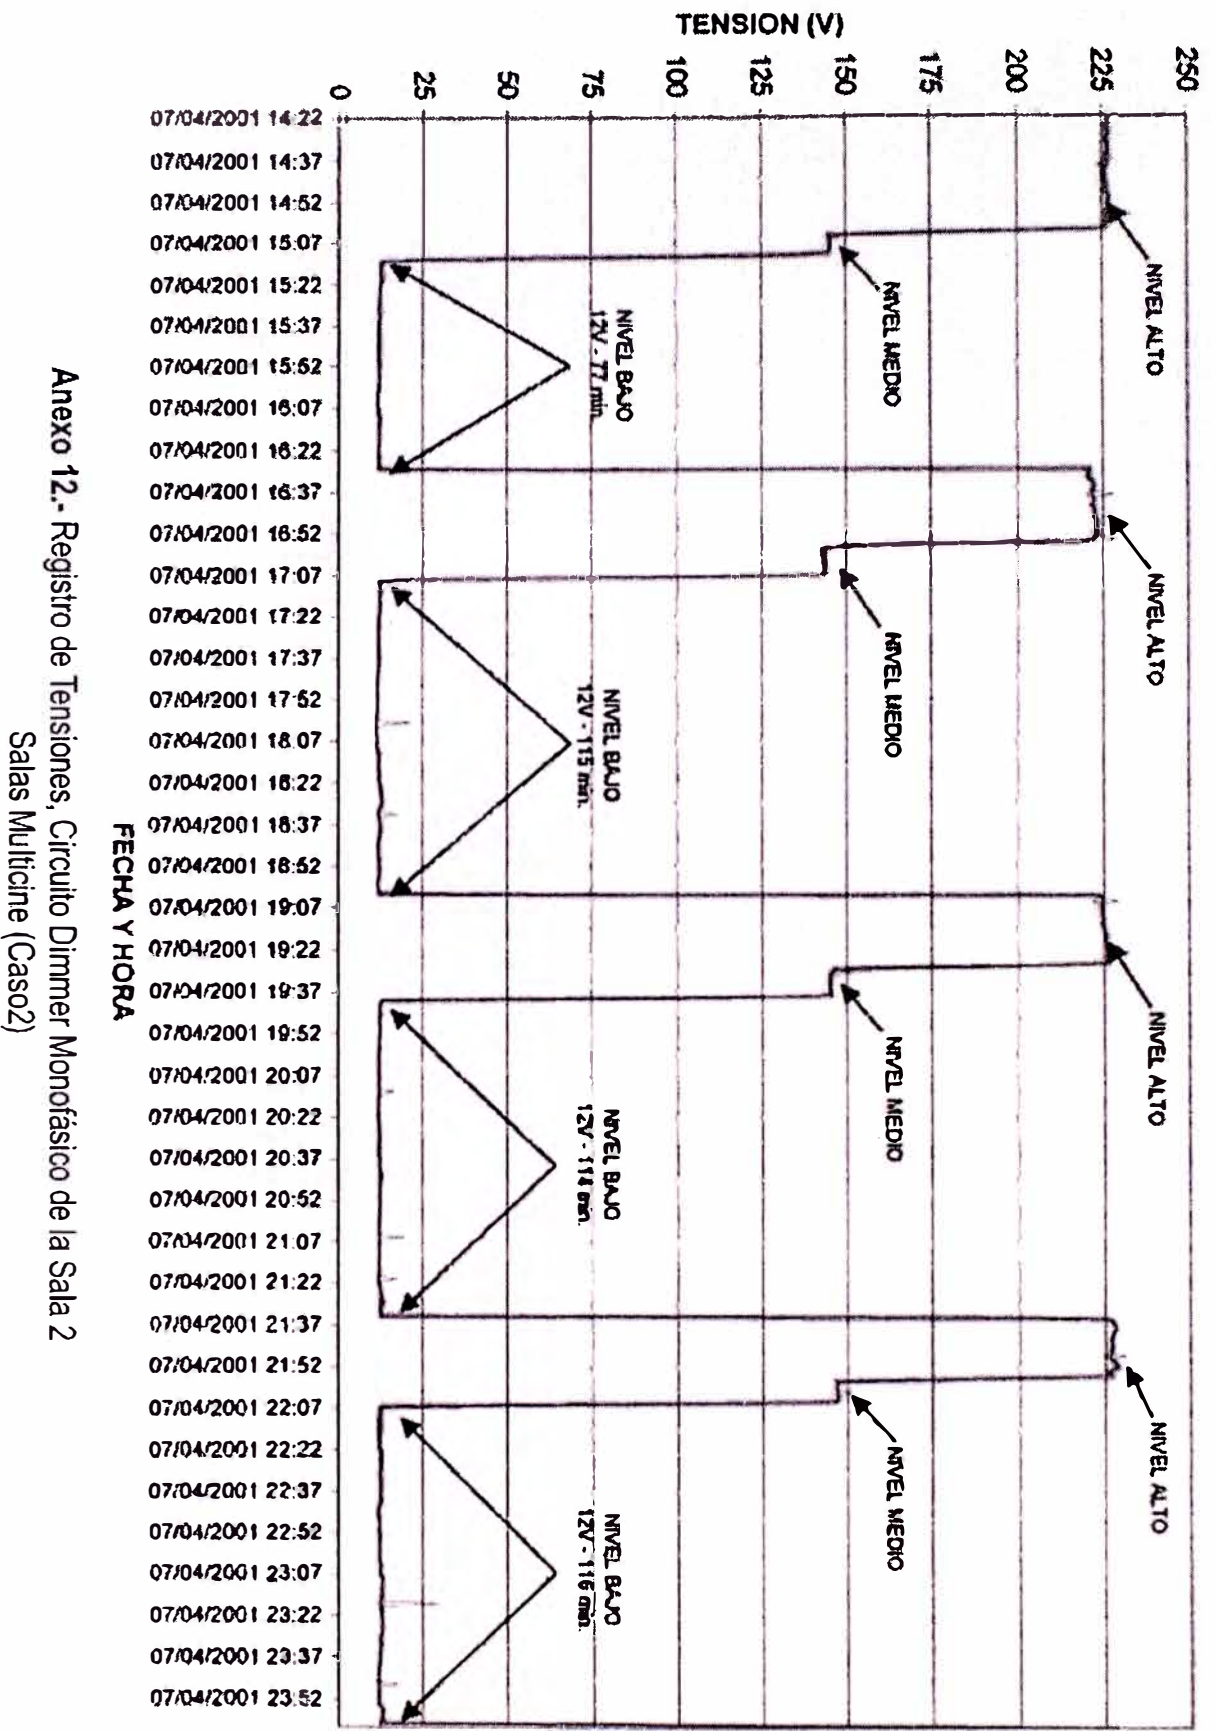 TENSION (V)
250
225
200
175
150
125
100
75
50
25
0
NIVEL ALTO
NIVEL MEDIO
NIVEL BAJO
12V - 77 min.
NIVEL ALTO
NIVEL MEDIO
NIVEL BAJO
12V - 115 min.
NIVEL ALTO
NIVEL MEDIO
NIVEL BAJO
12V - 114 min.
NIVEL ALTO
NIVEL MEDIO
NIVEL BAJO
12V - 116 min.
07/04/2001 14:22
07/04/2001 14:37
07/04/2001 14:52
07/04/2001 15:07
07/04/2001 15:22
07/04/2001 15:37
07/04/2001 15:52
07/04/2001 16:07
07/04/2001 16:22
07/04/2001 16:37
07/04/2001 16:52
07/04/2001 17:07
07/04/2001 17:22
07/04/2001 17:37
07/04/2001 17:52
07/04/2001 18:07
07/04/2001 18:22
07/04/2001 18:37
07/04/2001 18:52
07/04/2001 19:07
07/04/2001 19:22
07/04/2001 19:37
07/04/2001 19:52
07/04/2001 20:07
07/04/2001 20:22
07/04/2001 20:37
07/04/2001 20:52
07/04/2001 21:07
07/04/2001 21:22
07/04/2001 21:37
07/04/2001 21:52
07/04/2001 22:07
07/04/2001 22:22
07/04/2001 22:37
07/04/2001 22:52
07/04/2001 23:07
07/04/2001 23:22
07/04/2001 23:37
07/04/2001 23:52
FECHA Y HORA
Anexo 12.- Registro de Tensiones, Circuito Dimmer Monofásico de la Sala 2
Salas Multicine (Caso2)